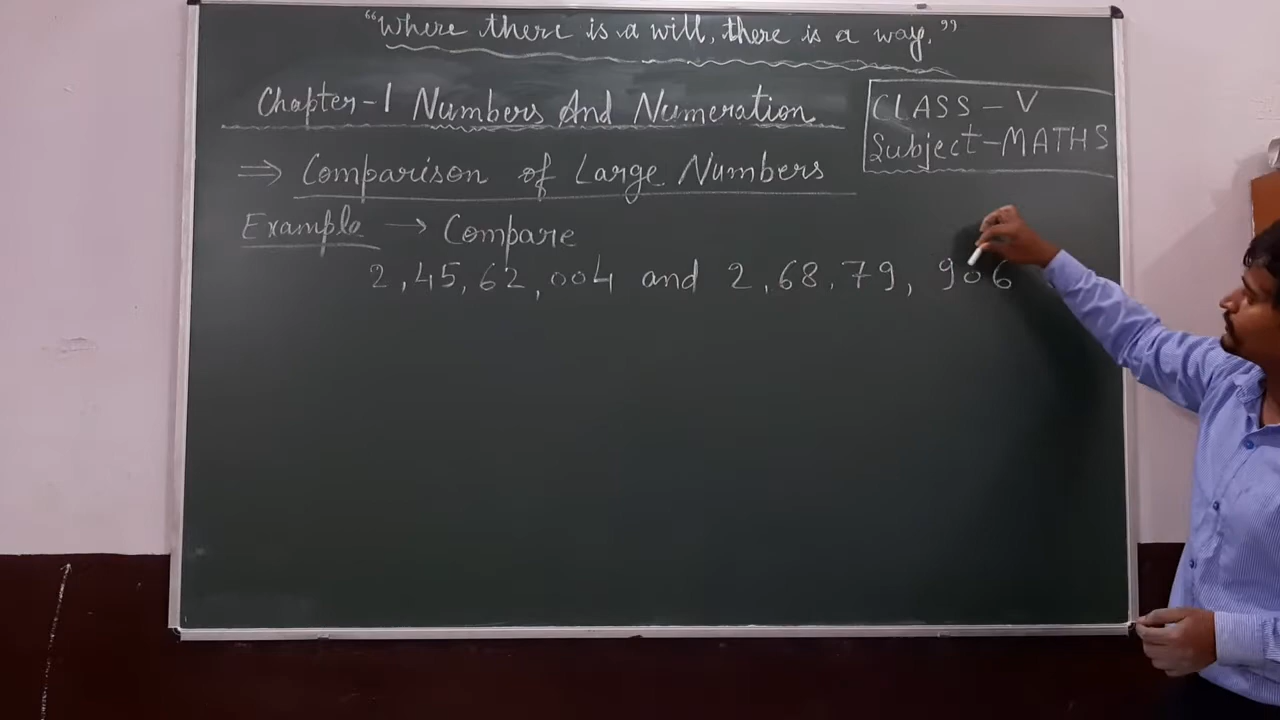 “Where there is a will, there is a way.”
Chapter-1 Numbers And Numeration
CLASS - V
Subject - MATHS
⇒ Comparison of Large Numbers
Example → Compare
2,45,62,004 and 2,68,79,906